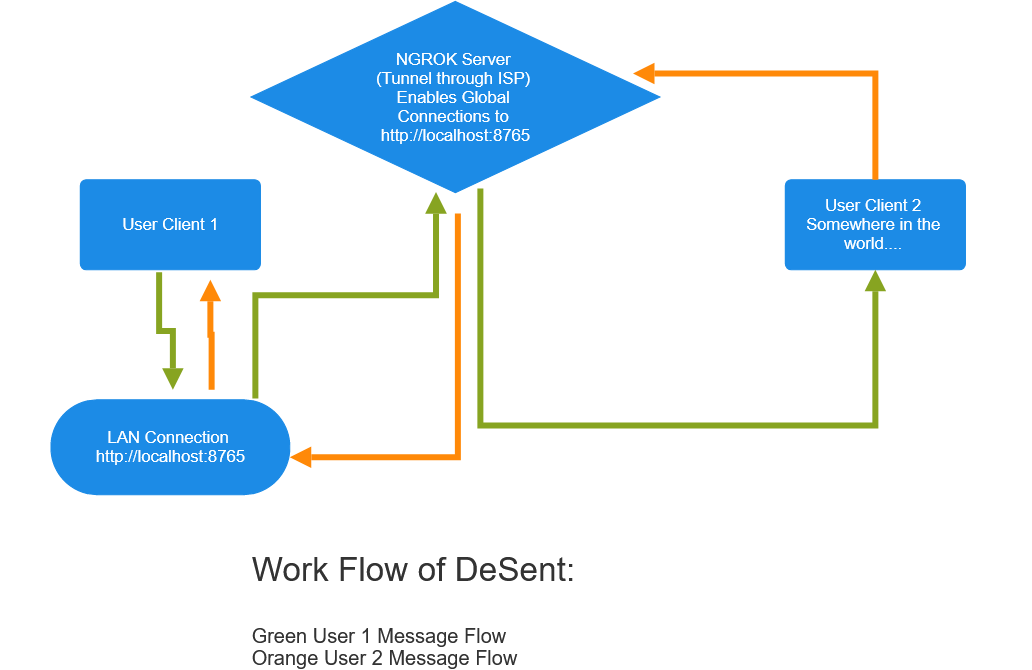 NGROK Server
(Tunnel through ISP)
Enables Global
Connections to
http://localhost:8765
User Client 1
User Client 2
Somewhere in the
world....
LAN Connection
http://localhost:8765
Work Flow of DeSent:
Green User 1 Message Flow
Orange User 2 Message Flow